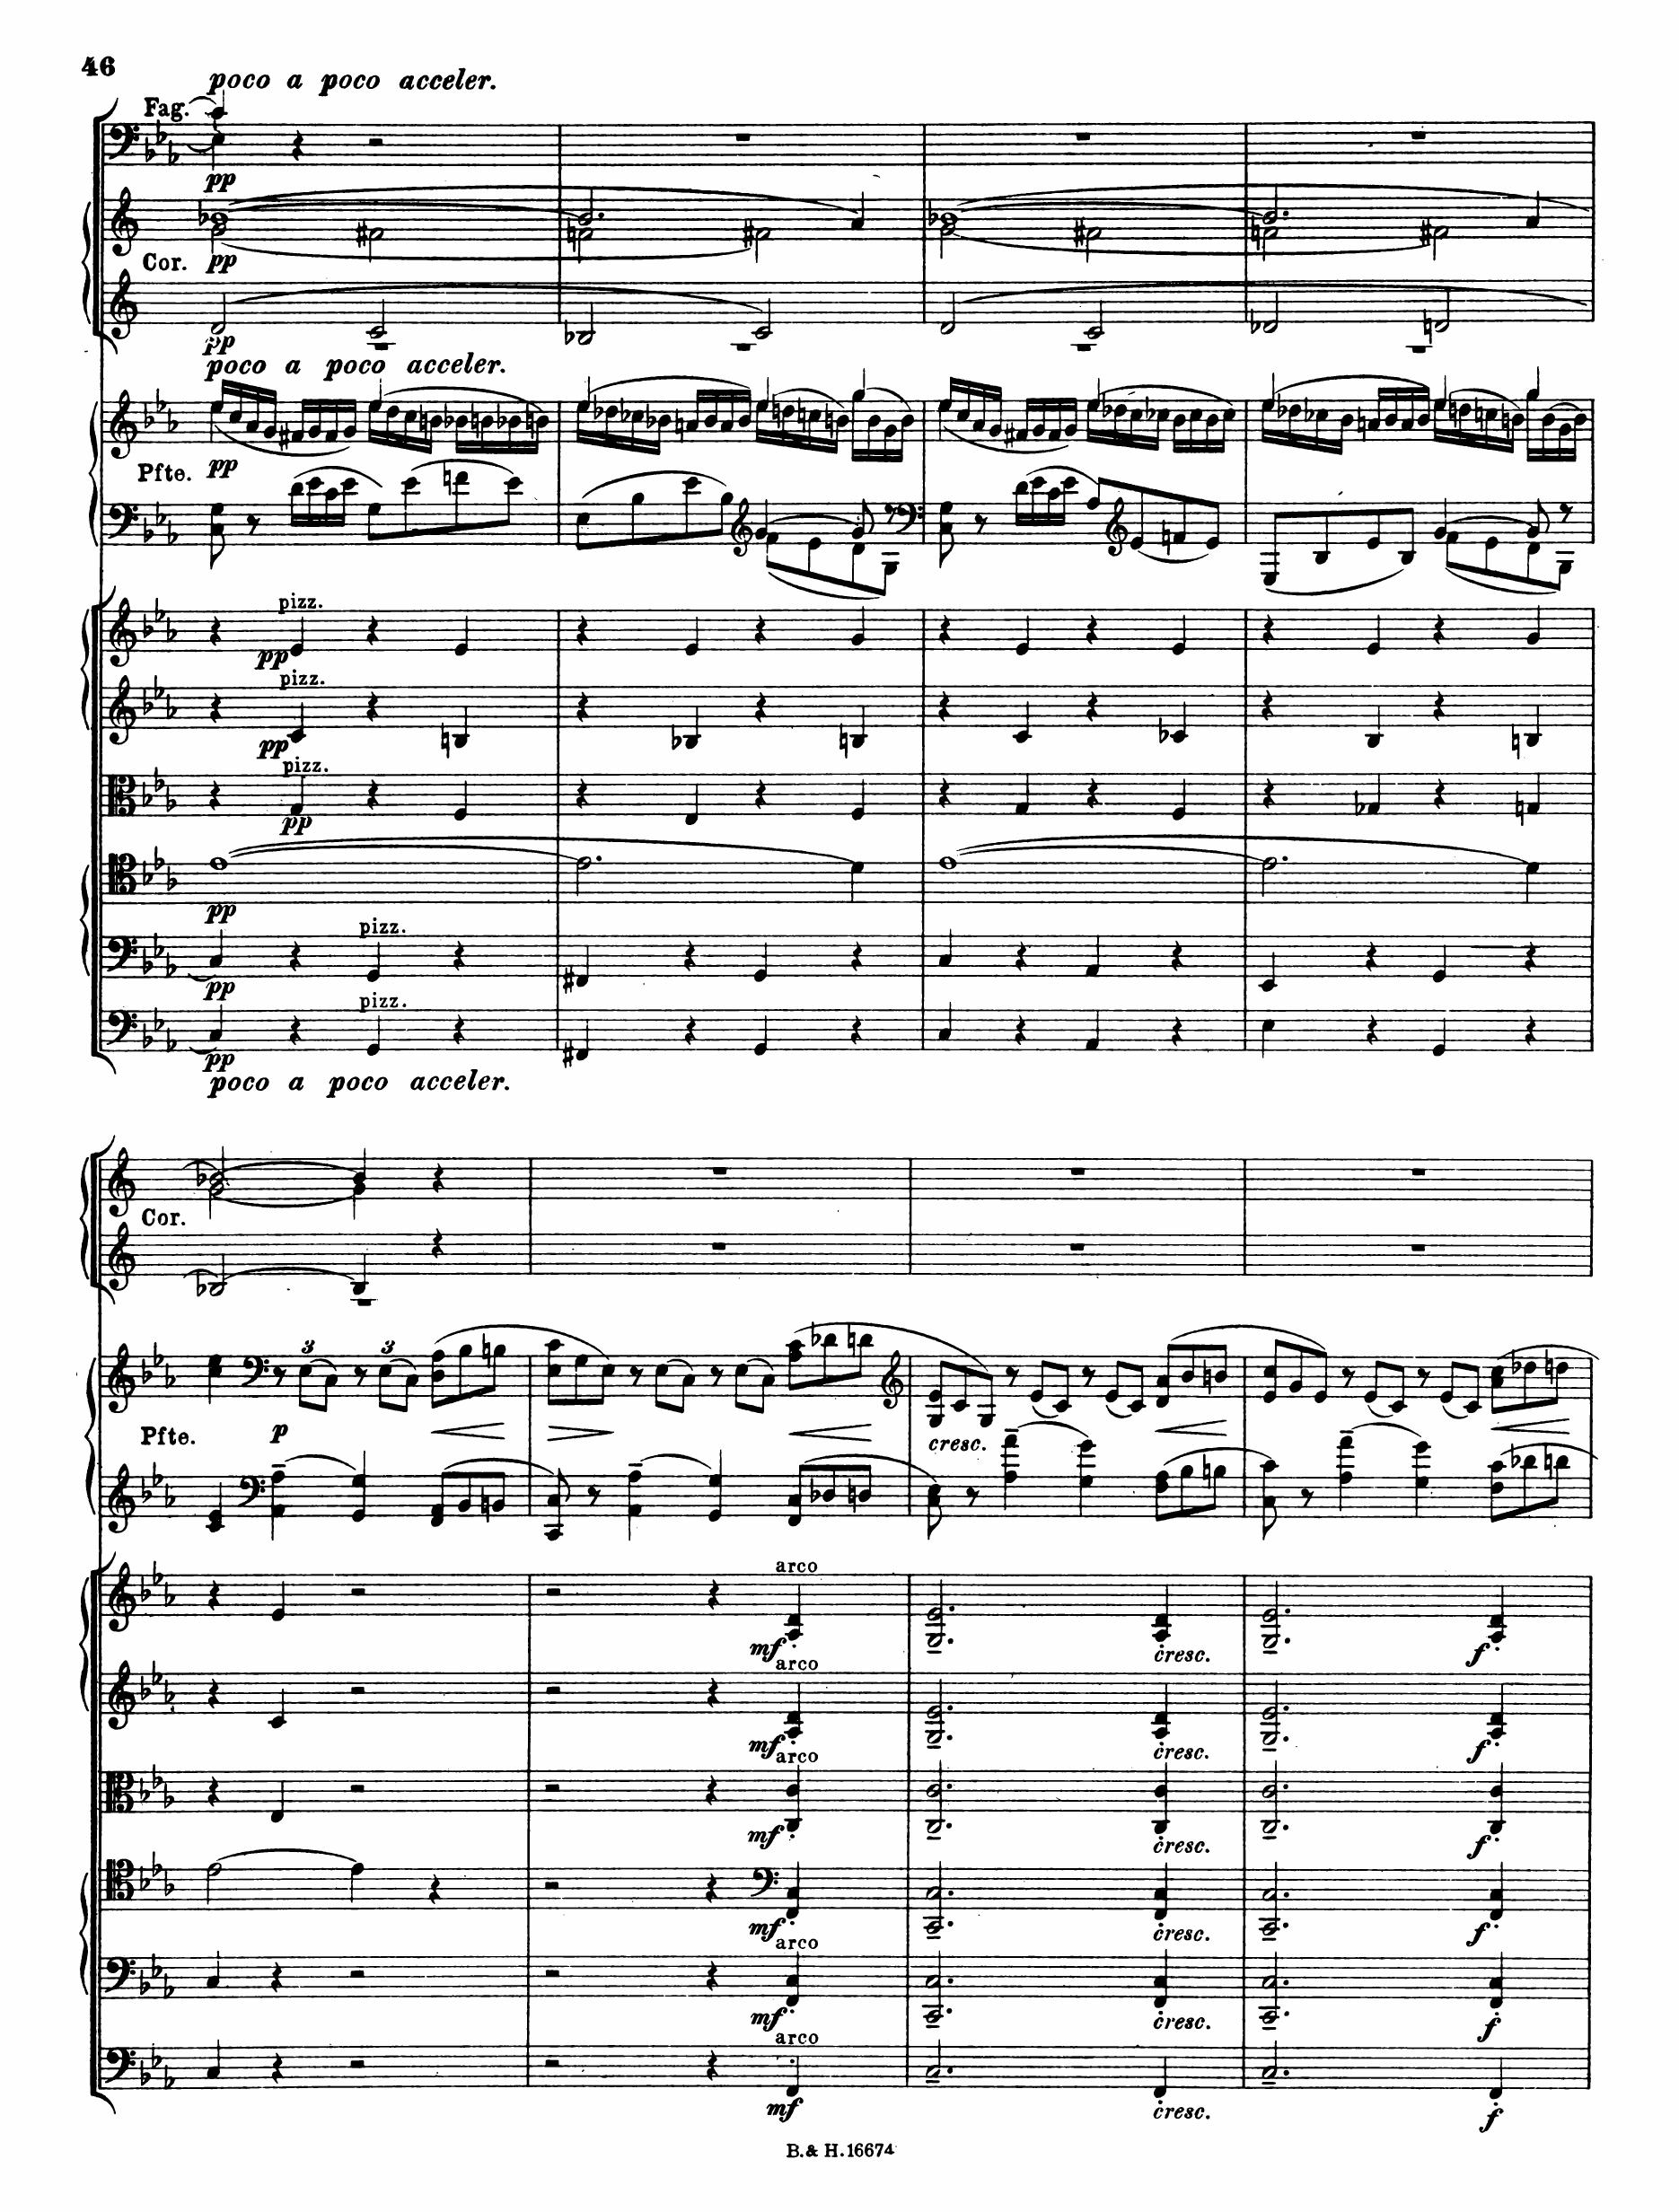 46
poco a poco acceler.
Fag.
pp
pp
Cor.
pp
poco a poco acceler.
pp
Pfte.
pizz.
pp
pizz.
pp
pizz.
pp
pp
pizz.
pp
pizz.
pp
poco a poco acceler.
Cor.
3 3
p
Pfte.
cresc.
arco
mf cresc. f
arco
mf cresc. f
arco
mf cresc. f
mf cresc. f
arco
mf cresc. f
arco
mf cresc. f
B. & H. 16674